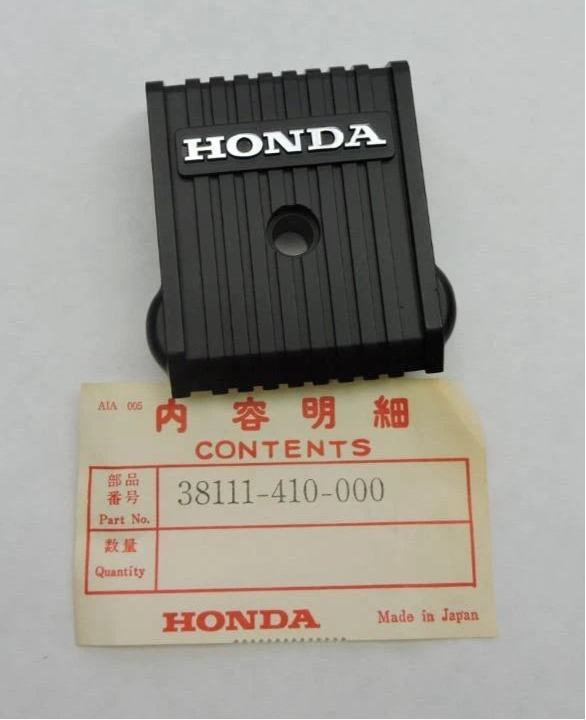 HONDA
AIA 005
内容明細
CONTENTS
部品
番号
Part No.
38111-410-000
数量
Quantity
HONDA
Made in Japan